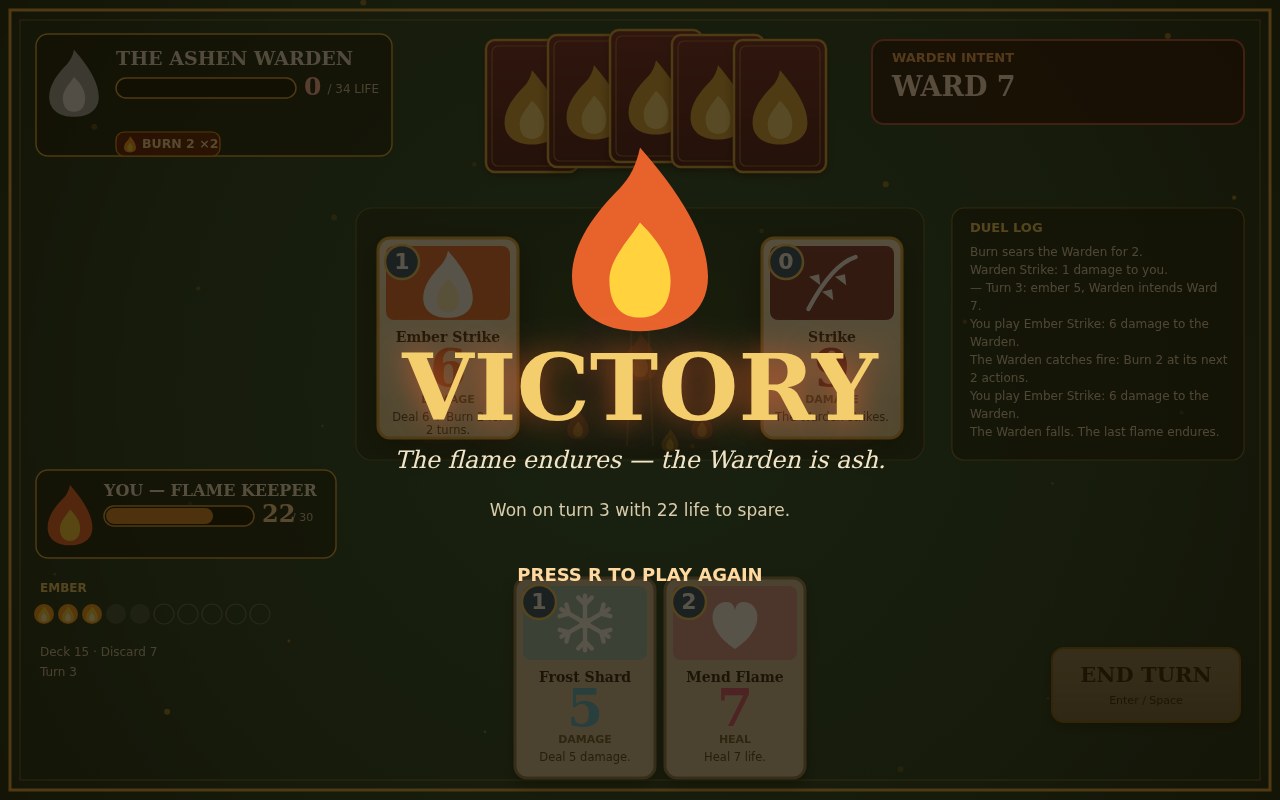 THE ASHEN WARDEN
0 / 34 LIFE
BURN 2 ×2
WARDEN INTENT
WARD 7
DUEL LOG
Burn sears the Warden for 2.
Warden Strike: 1 damage to you.
— Turn 3: ember 5, Warden intends Ward
7.
You play Ember Strike: 6 damage to the
Warden.
The Warden catches fire: Burn 2 at its next
2 actions.
You play Ember Strike: 6 damage to the
Warden.
The Warden falls. The last flame endures.
1
Ember Strike
6
2 turns.
0
Strike
VICTORY
The flame endures — the Warden is ash.
Won on turn 3 with 22 life to spare.
PRESS R TO PLAY AGAIN
YOU — FLAME KEEPER
22 / 30
EMBER
Deck 15 · Discard 7
Turn 3
1
Frost Shard
5
DAMAGE
Deal 5 damage.
2
Mend Flame
7
HEAL
Heal 7 life.
END TURN
Enter / Space